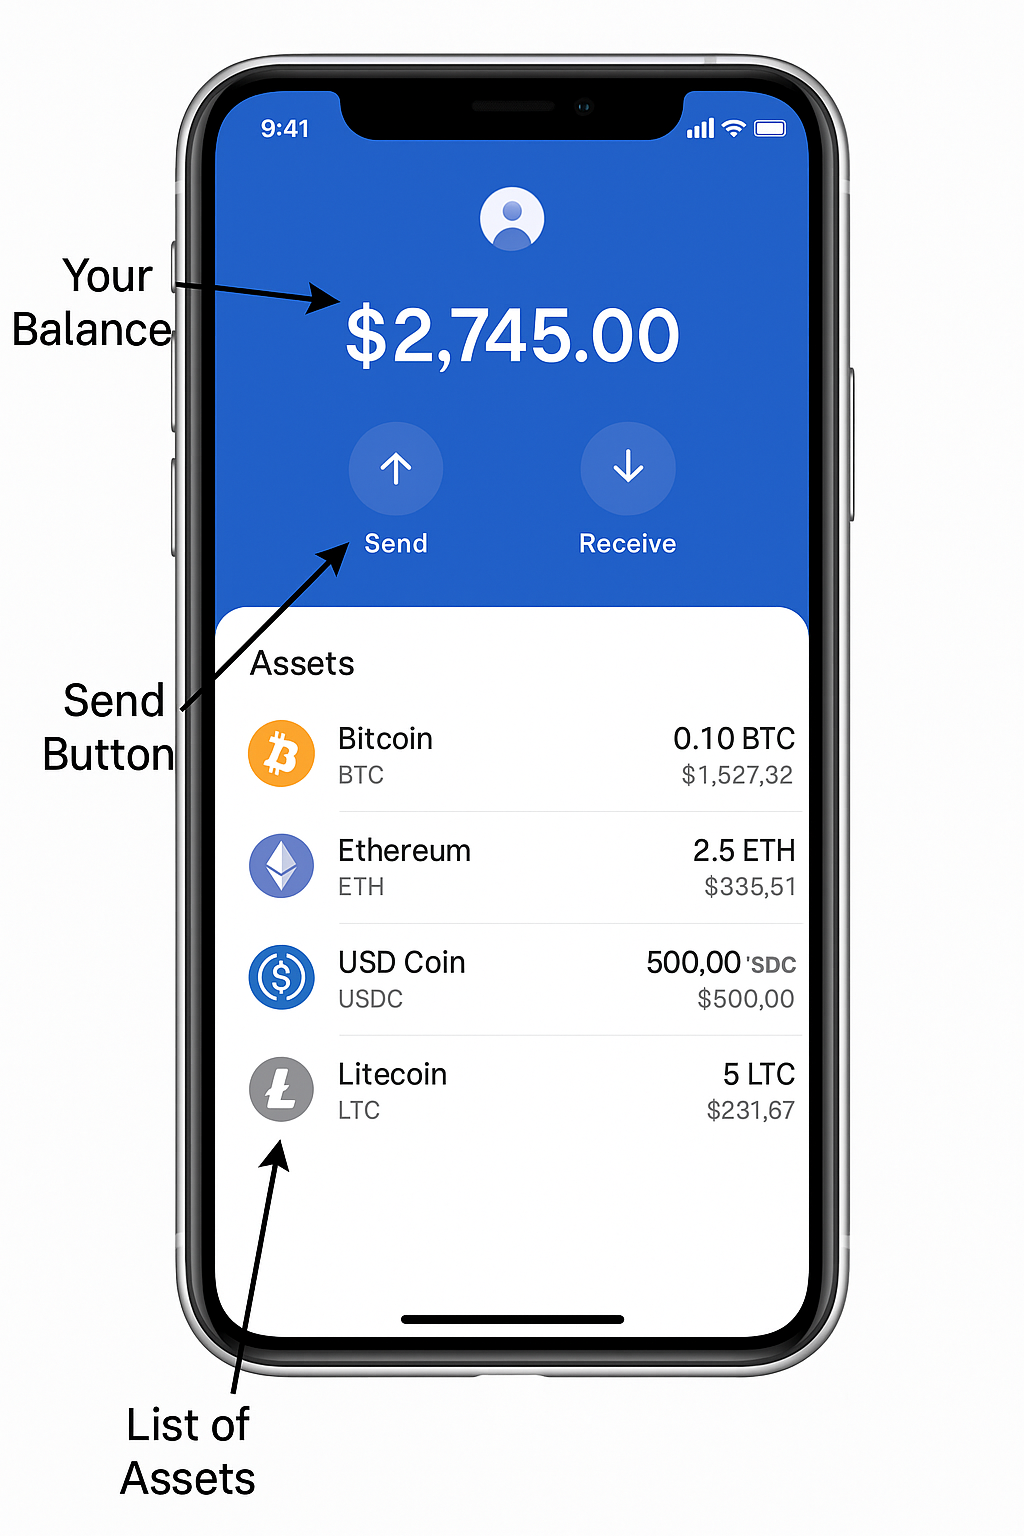 9:41
Your
Balance
$2,745.00
Send
Receive
Send
Button
Assets
Bitcoin
0.10 BTC
BTC
$1,527,32
Ethereum
2.5 ETH
ETH
$335,51
USD Coin
500,00 'SDC
USDC
$500,00
Litecoin
5 LTC
LTC
$231,67
List of
Assets